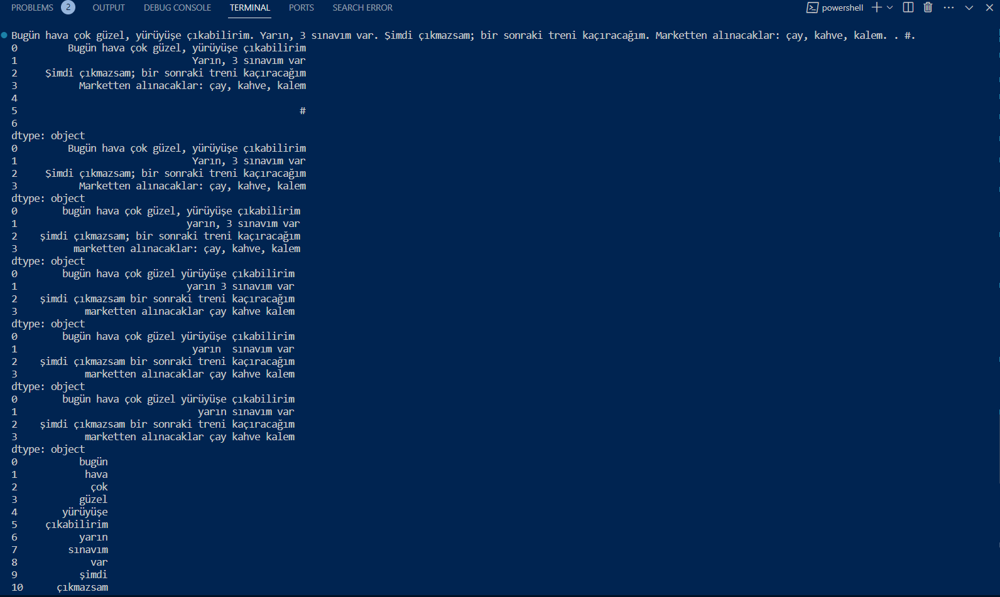 PROBLEMS 2 OUTPUT DEBUG CONSOLE TERMINAL PORTS SEARCH ERROR powershell
Bugün hava çok güzel, yürüyüşe çıkabilirim. Yarın, 3 sınavım var. Şimdi çıkmazsam; bir sonraki treni kaçıracağım. Marketten alınacaklar: çay, kahve, kalem. . #.
0 Bugün hava çok güzel, yürüyüşe çıkabilirim
1 Yarın, 3 sınavım var
2 Şimdi çıkmazsam; bir sonraki treni kaçıracağım
3 Marketten alınacaklar: çay, kahve, kalem
4
5 #
6
dtype: object
0 Bugün hava çok güzel, yürüyüşe çıkabilirim
1 Yarın, 3 sınavım var
2 Şimdi çıkmazsam; bir sonraki treni kaçıracağım
3 Marketten alınacaklar: çay, kahve, kalem
dtype: object
0 bugün hava çok güzel, yürüyüşe çıkabilirim
1 yarın, 3 sınavım var
2 şimdi çıkmazsam; bir sonraki treni kaçıracağım
3 marketten alınacaklar: çay, kahve, kalem
dtype: object
0 bugün hava çok güzel yürüyüşe çıkabilirim
1 yarın 3 sınavım var
2 şimdi çıkmazsam bir sonraki treni kaçıracağım
3 marketten alınacaklar çay kahve kalem
dtype: object
0 bugün hava çok güzel yürüyüşe çıkabilirim
1 yarın  sınavım var
2 şimdi çıkmazsam bir sonraki treni kaçıracağım
3 marketten alınacaklar çay kahve kalem
dtype: object
0 bugün hava çok güzel yürüyüşe çıkabilirim
1 yarın sınavım var
2 şimdi çıkmazsam bir sonraki treni kaçıracağım
3 marketten alınacaklar çay kahve kalem
dtype: object
0 bugün
1 hava
2 çok
3 güzel
4 yürüyüşe
5 çıkabilirim
6 yarın
7 sınavım
8 var
9 şimdi
10 çıkmazsam